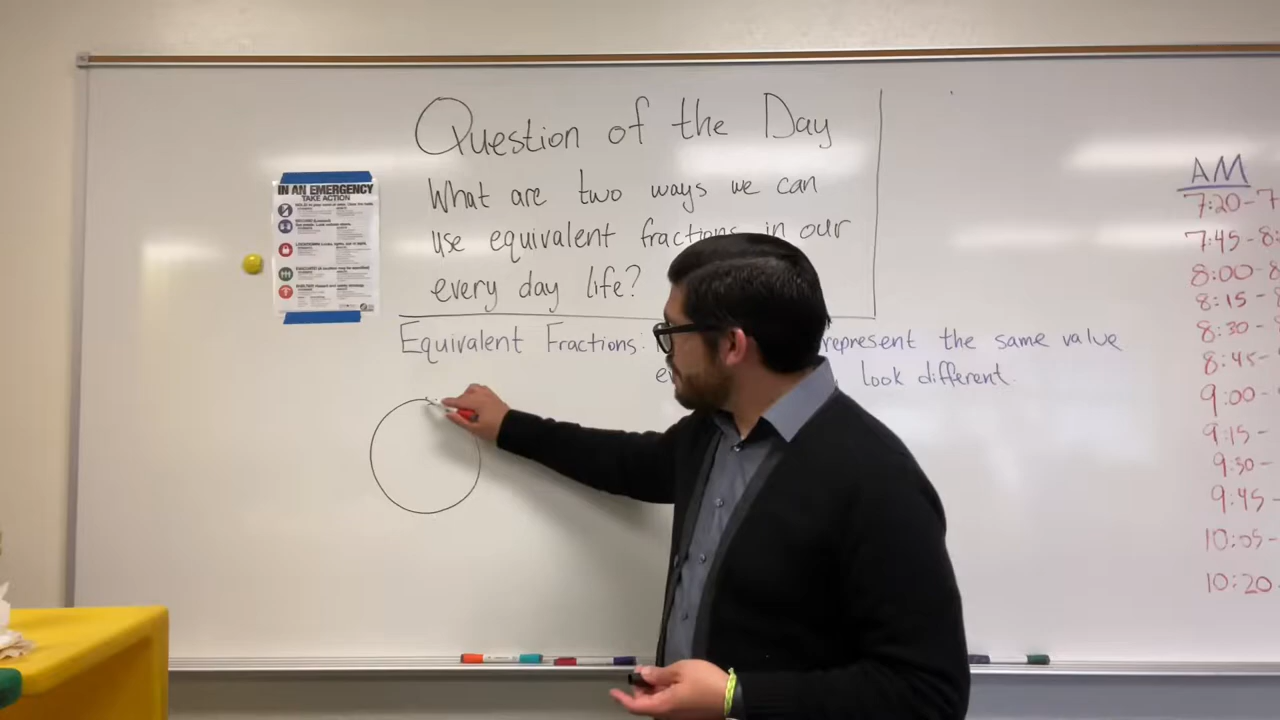 Question of the Day
What are two ways we can
use equivalent fractions in our
every day life?
Equivalent Fractions: represent the same value
look different.
IN AN EMERGENCY
TAKE ACTION
AM
7:20-7
7:45-8:
8:00-8
8:15-
8:30-
8:45-
9:00-
9:15-
9:30-
9:45-
10:05-
10:20